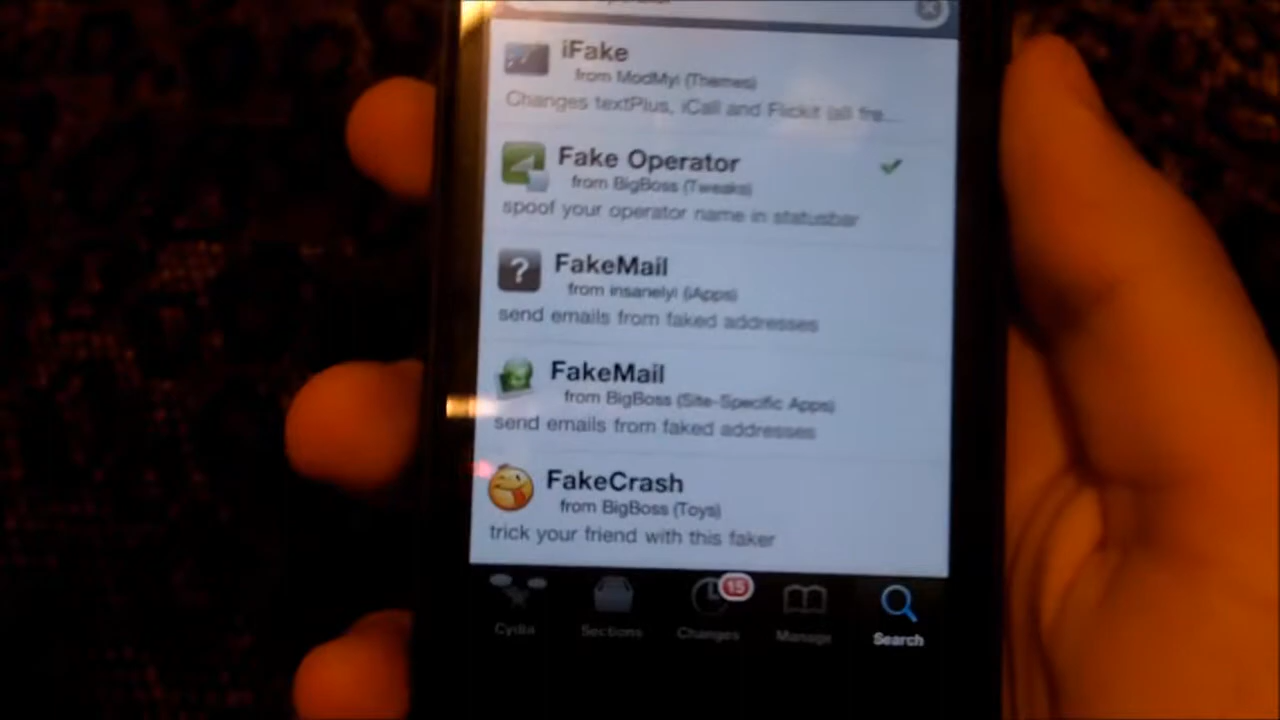 iFake
from ModMyi (Themes)
Changes textPlus, iCall and Flickit (all fre...
Fake Operator
from BigBoss (Tweaks)
spoof your operator name in statusbar
FakeMail
from insanelyi (iApps)
send emails from faked addresses
FakeMail
from BigBoss (Site-Specific Apps)
send emails from faked addresses
FakeCrash
from BigBoss (Toys)
trick your friend with this faker
15
Cydia Sections Changes Manage Search